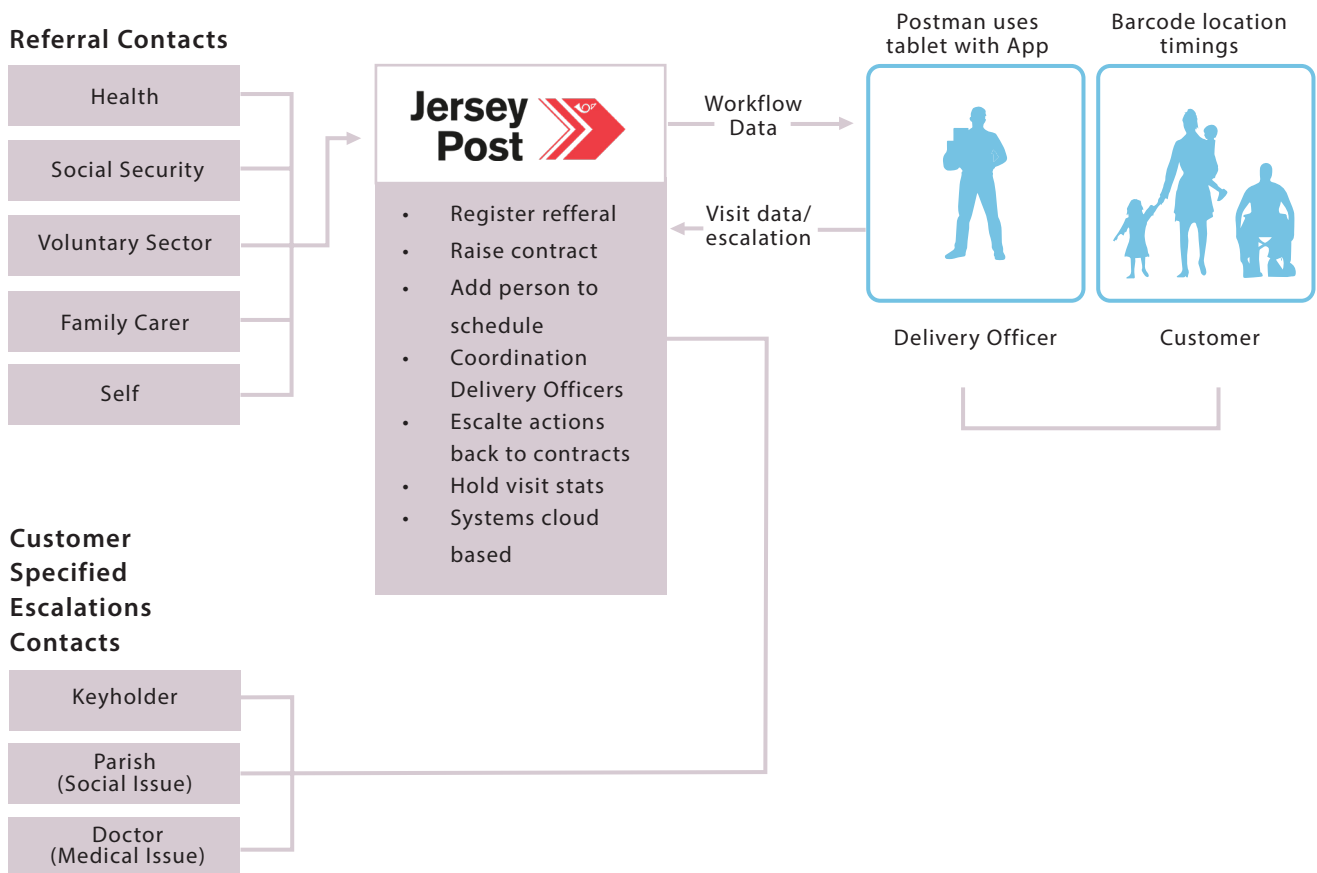 Referral Contacts
Health
Social Security
Voluntary Sector
Family Carer
Self
Customer
Specified
Escalations
Contacts
Keyholder
Parish
(Social Issue)
Doctor
(Medical Issue)
Jersey
Post
• Register refferal
• Raise contract
• Add person to
schedule
• Coordination
Delivery Officers
• Escalte actions
back to contracts
• Hold visit stats
• Systems cloud
based
Workflow
Data
Visit data/
escalation
Postman uses
tablet with App
Delivery Officer
Barcode location
timings
Customer